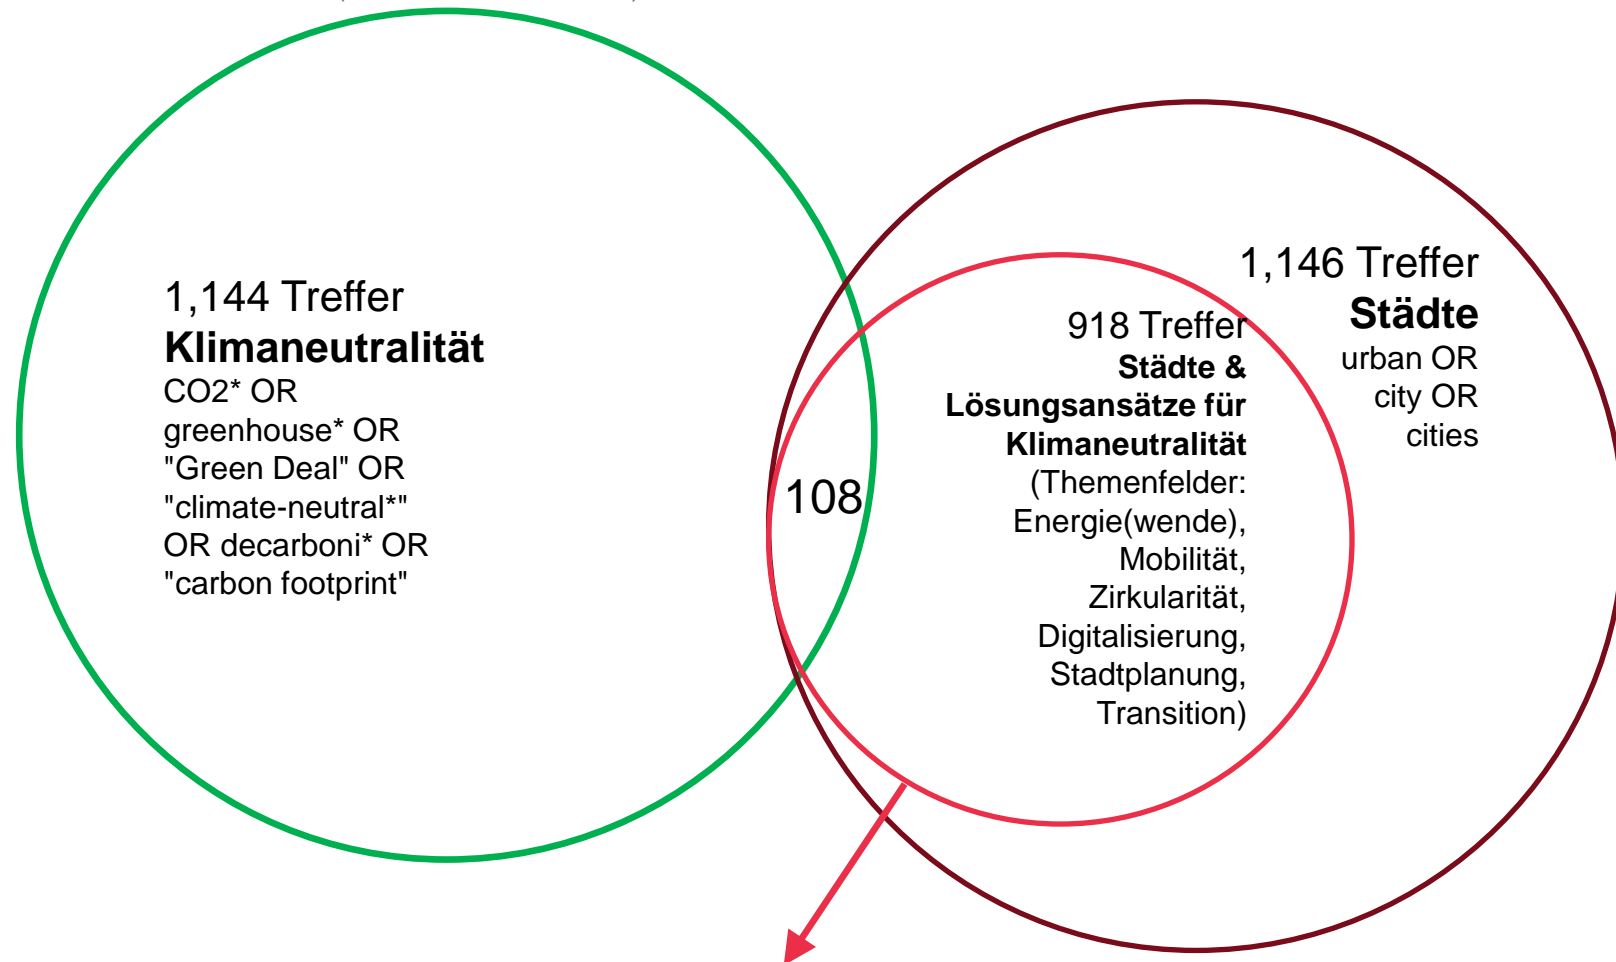 1,144 Treffer
Klimaneutralität
CO2* OR
greenhouse* OR
"Green Deal" OR
"climate-neutral*"
OR decarboni* OR
"carbon footprint"
108
918 Treffer
Städte &
Lösungsansätze für
Klimaneutralität
(Themenfelder:
Energie(wende),
Mobilität,
Zirkularität,
Digitalisierung,
Stadtplanung,
Transition)
1,146 Treffer
Städte
urban OR
city OR
cities